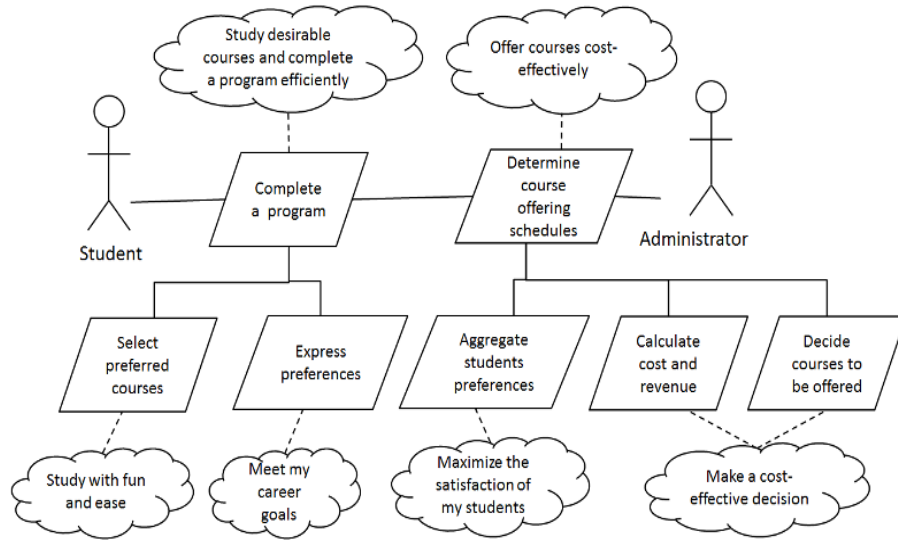 Study desirable
courses and complete
a program efficiently
Offer courses cost-
effectively
Complete
a program
Determine
course
offering
schedules
Student
Administrator
Select
preferred
courses
Express
preferences
Aggregate
students
preferences
Calculate
cost and
revenue
Decide
courses to
be offered
Study with fun
and ease
Meet my
career
goals
Maximize the
satisfaction of
my students
Make a cost-
effective decision